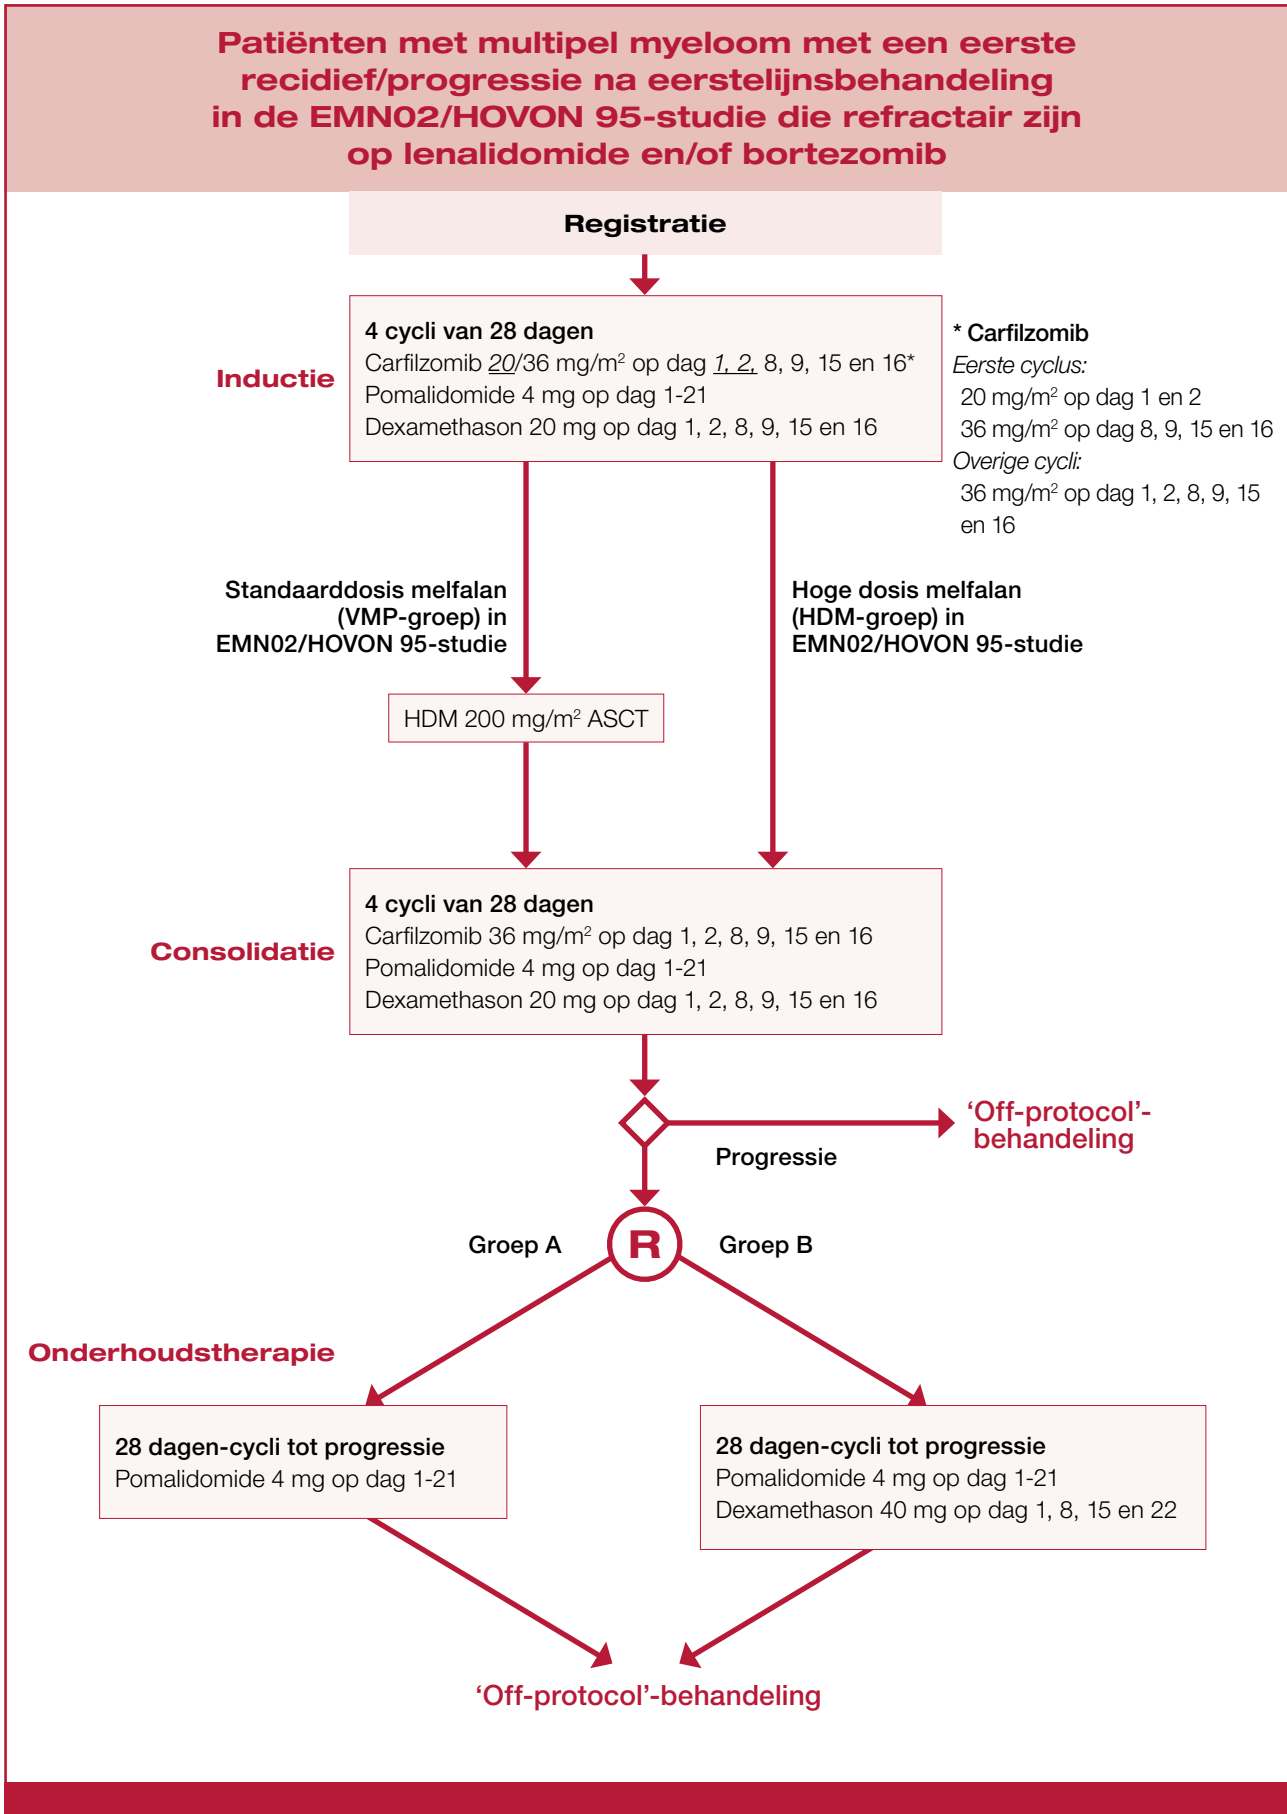 Patiënten met multipel myeloom met een eerste
recidief/progressie na eerstelijnsbehandeling
in de EMN02/HOVON 95-studie die refractair zijn
op lenalidomide en/of bortezomib
Registratie
Inductie
4 cycli van 28 dagen
Carfilzomib 20/36 mg/m² op dag 1, 2, 8, 9, 15 en 16*
Pomalidomide 4 mg op dag 1-21
Dexamethason 20 mg op dag 1, 2, 8, 9, 15 en 16
* Carfilzomib
Eerste cyclus:
20 mg/m² op dag 1 en 2
36 mg/m² op dag 8, 9, 15 en 16
Overige cycli:
36 mg/m² op dag 1, 2, 8, 9, 15
en 16
Standaarddosis melfalan
(VMP-groep) in
EMN02/HOVON 95-studie
Hoge dosis melfalan
(HDM-groep) in
EMN02/HOVON 95-studie
HDM 200 mg/m² ASCT
Consolidatie
4 cycli van 28 dagen
Carfilzomib 36 mg/m² op dag 1, 2, 8, 9, 15 en 16
Pomalidomide 4 mg op dag 1-21
Dexamethason 20 mg op dag 1, 2, 8, 9, 15 en 16
‘Off-protocol’-
behandeling
Progressie
Groep A
R
Groep B
Onderhoudstherapie
28 dagen-cycli tot progressie
Pomalidomide 4 mg op dag 1-21
28 dagen-cycli tot progressie
Pomalidomide 4 mg op dag 1-21
Dexamethason 40 mg op dag 1, 8, 15 en 22
‘Off-protocol’-behandeling